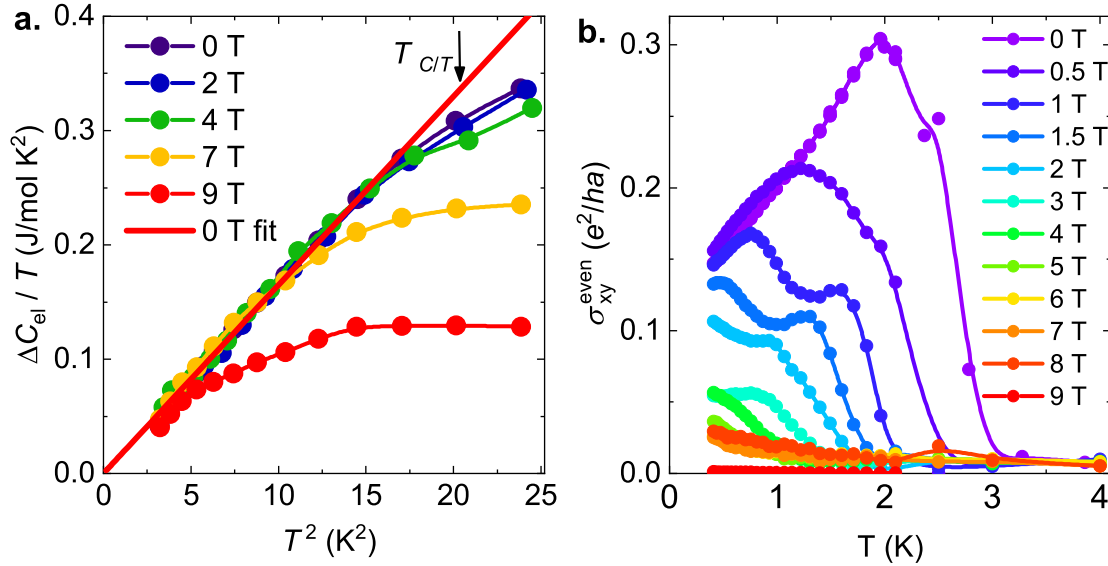 a.
0.4
0.3
0.2
0.1
0.0
ΔC_el / T (J/mol K²)
0 T
2 T
4 T
7 T
9 T
0 T fit
T_C/T
0 5 10 15 20 25
T² (K²)
b.
0.3
0.2
0.1
0.0
σ_xy^even (e²/ha)
0 T
0.5 T
1 T
1.5 T
2 T
3 T
4 T
5 T
6 T
7 T
8 T
9 T
0 1 2 3 4
T (K)